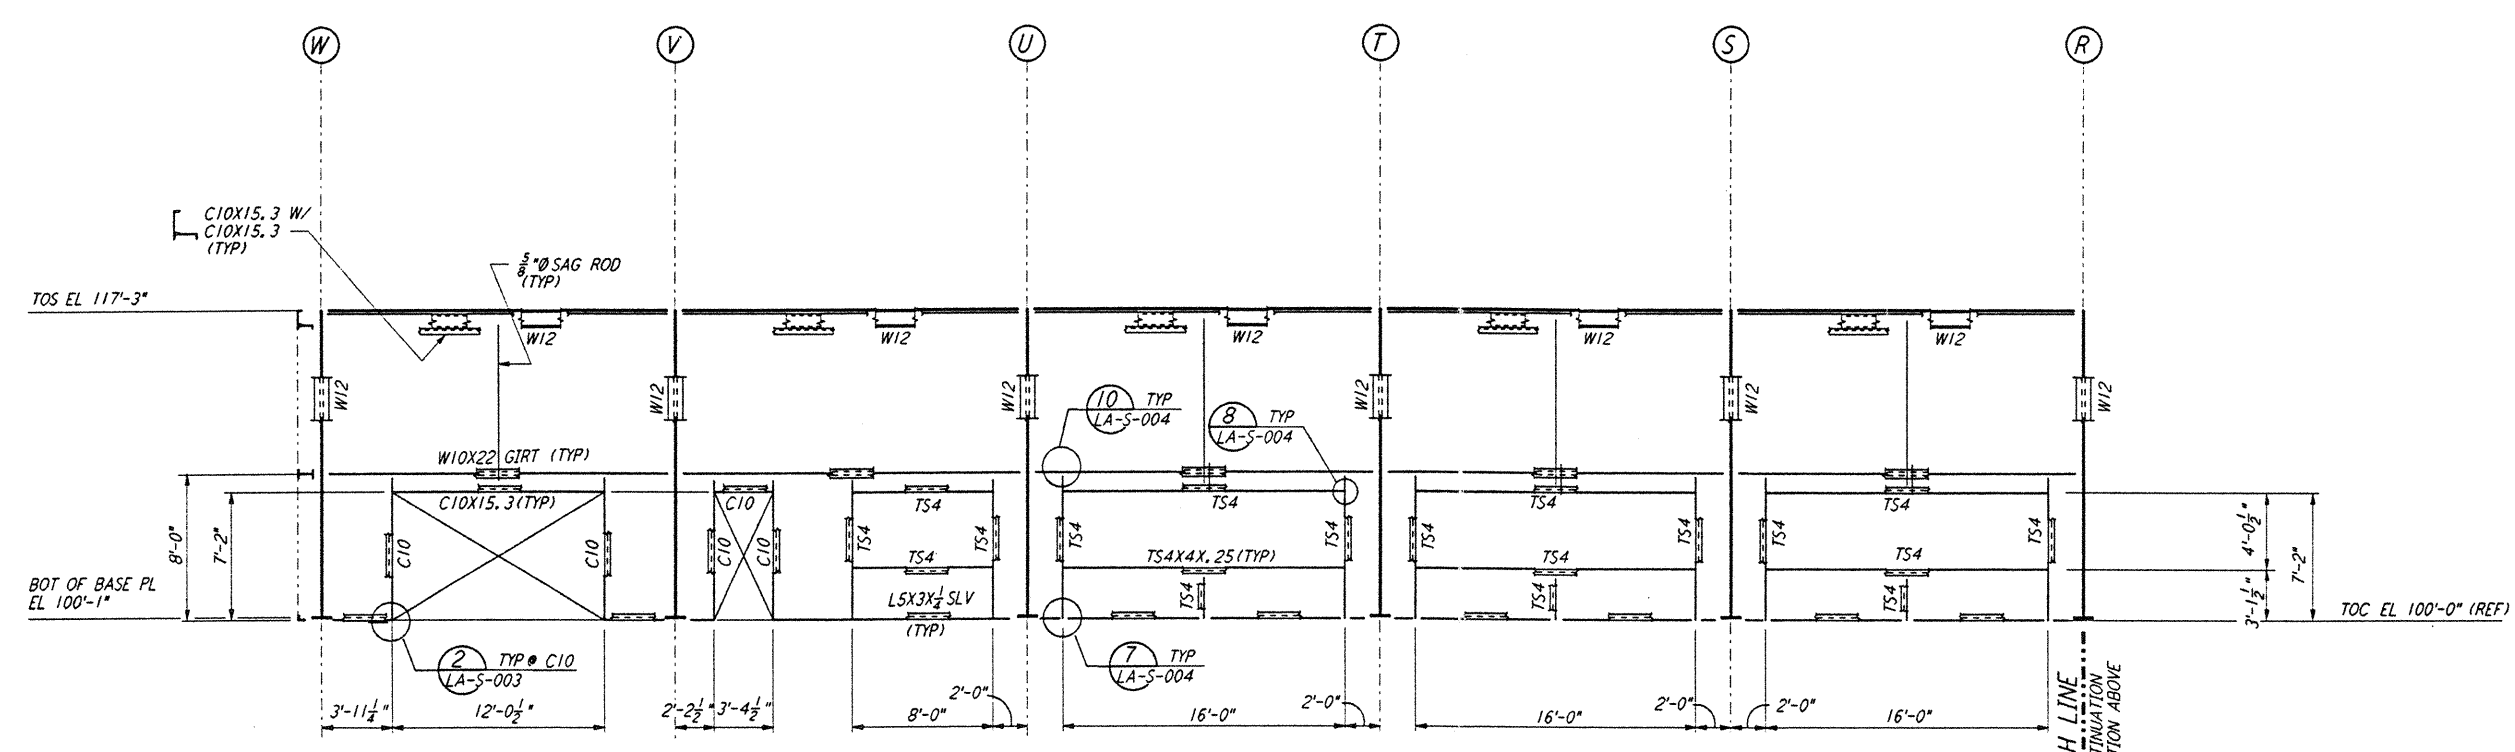 W
V
U
T
S
R
C10X15.3 W/
C10X15.3
(TYP)
5/8"Ø SAG ROD
(TYP)
TOS EL 117'-3"
W12
W12
W12
W12
W12
W12
W12
W12
W12
W12
W12
10 TYP
LA-S-004
8 TYP
LA-S-004
W10X22 GIRT (TYP)
C10X15.3(TYP)
C10
TS4
TS4
TS4
TS4
8'-0"
7'-2"
C10
C10
C10
C10
TS4
TS4
TS4
TS4
TS4
TS4
TS4
TS4
TS4
TS4X4X.25(TYP)
TS4
TS4
4'-0 1/2"
7'-2"
3'-1 1/2"
BOT OF BASE PL
EL 100'-1"
L5X3X1/4 SLV
(TYP)
TS4
TS4
TS4
TOC EL 100'-0" (REF)
2 TYP @ C10
LA-S-003
7 TYP
LA-S-004
3'-11 1/4"
12'-0 1/2"
2'-2 1/2"
3'-4 1/2"
8'-0"
2'-0"
16'-0"
2'-0"
16'-0"
2'-0"
2'-0"
16'-0"
H LINE
TINUATION
TION ABOVE